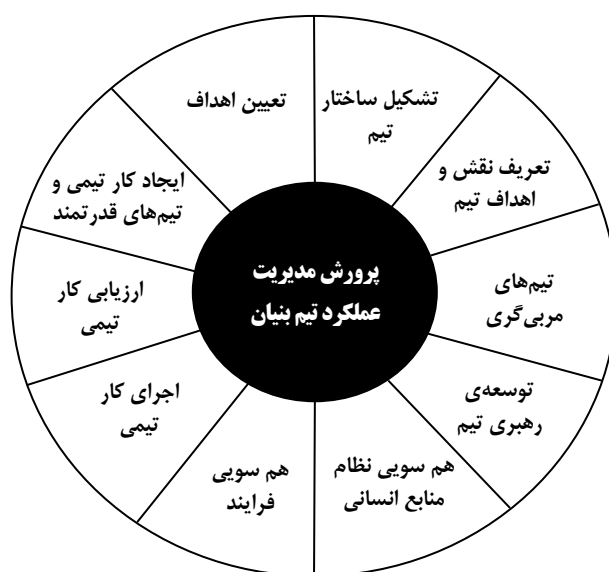 تعیین اهداف
تشکیل ساختار
تیم
تعریف نقش و
اهداف تیم
تیم‌های
مربی‌گری
توسعه‌ی
رهبری تیم
هم سویی نظام
منابع انسانی
هم سویی
فرایند
اجرای کار
تیمی
ارزیابی کار
تیمی
ایجاد کار تیمی و
تیم‌های قدرتمند
پرورش مدیریت
عملکرد تیم بنیان